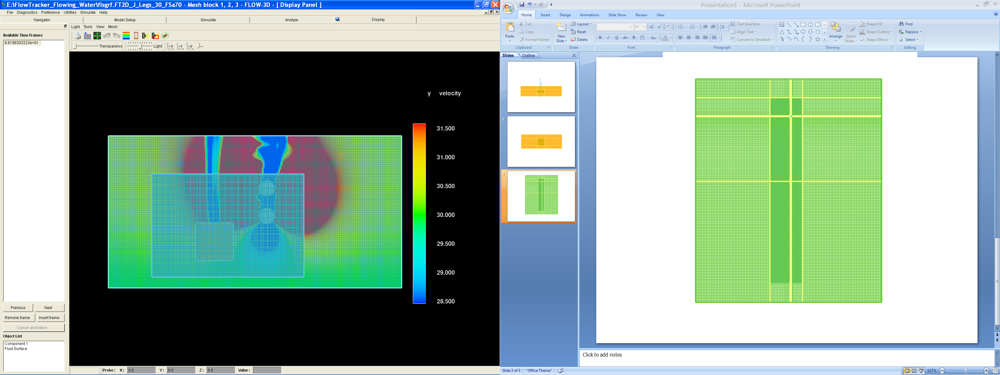 E:\FlowTracker_Flowing_Water\flsgrf.FT2D_J_Legs_30_FSa70 - Mesh block 1, 2, 3 - FLOW-3D - [ Display Panel ]
File Diagnostics Preference Utilities Simulate Help
Navigator Model Setup Simulate Analyze Display
Light Tools View Mesh
Available Time Frames
6.6198303223e+01
Transparency Light +X +Y +Z
y velocity
31.500
31.000
30.500
30.000
29.500
29.000
28.500
Previous Next
Remove frame Insert frame
Cancel animation
Object List
Component 1
Fluid Surface
Probe: X: 0.0 Y: 0.0 Z: 0.0 Value:
Presentation1 - Microsoft PowerPoint
Home Insert Design Animations Slide Show Review View
Paste
Cut
Copy
Format Painter
Clipboard
New Slide
Layout
Reset
Delete
Slides
32 A A
B I U abc S AV Aa A
Font
Text Direction
Align Text
Convert to SmartArt
Paragraph
Arrange
Quick Styles
Shape Fill
Shape Outline
Shape Effects
Drawing
Find
Replace
Select
Editing
Slides Outline
1
2
3
Click to add notes
Slide 3 of 3 "Office Theme" 127%